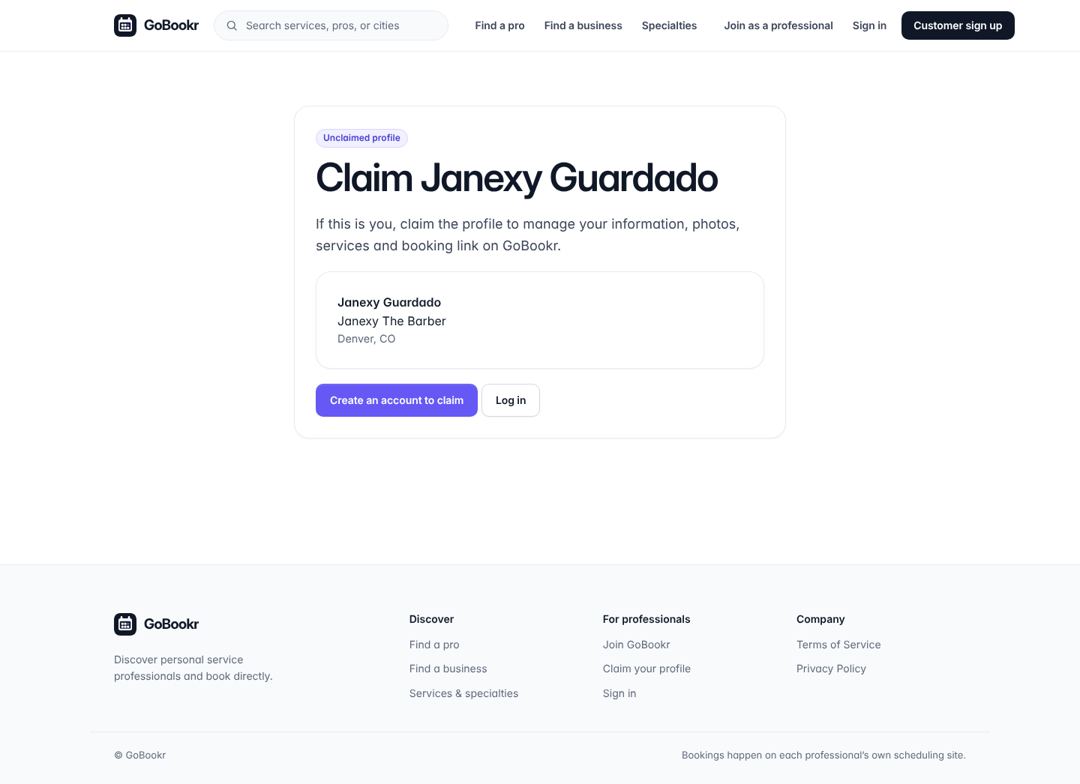 GoBookr
Search services, pros, or cities
Find a pro
Find a business
Specialties
Join as a professional
Sign in
Customer sign up
Unclaimed profile
Claim Janexy Guardado
If this is you, claim the profile to manage your information, photos,
services and booking link on GoBookr.
Janexy Guardado
Janexy The Barber
Denver, CO
Create an account to claim
Log in
GoBookr
Discover personal service
professionals and book directly.
Discover
Find a pro
Find a business
Services & specialties
For professionals
Join GoBookr
Claim your profile
Sign in
Company
Terms of Service
Privacy Policy
© GoBookr
Bookings happen on each professional's own scheduling site.